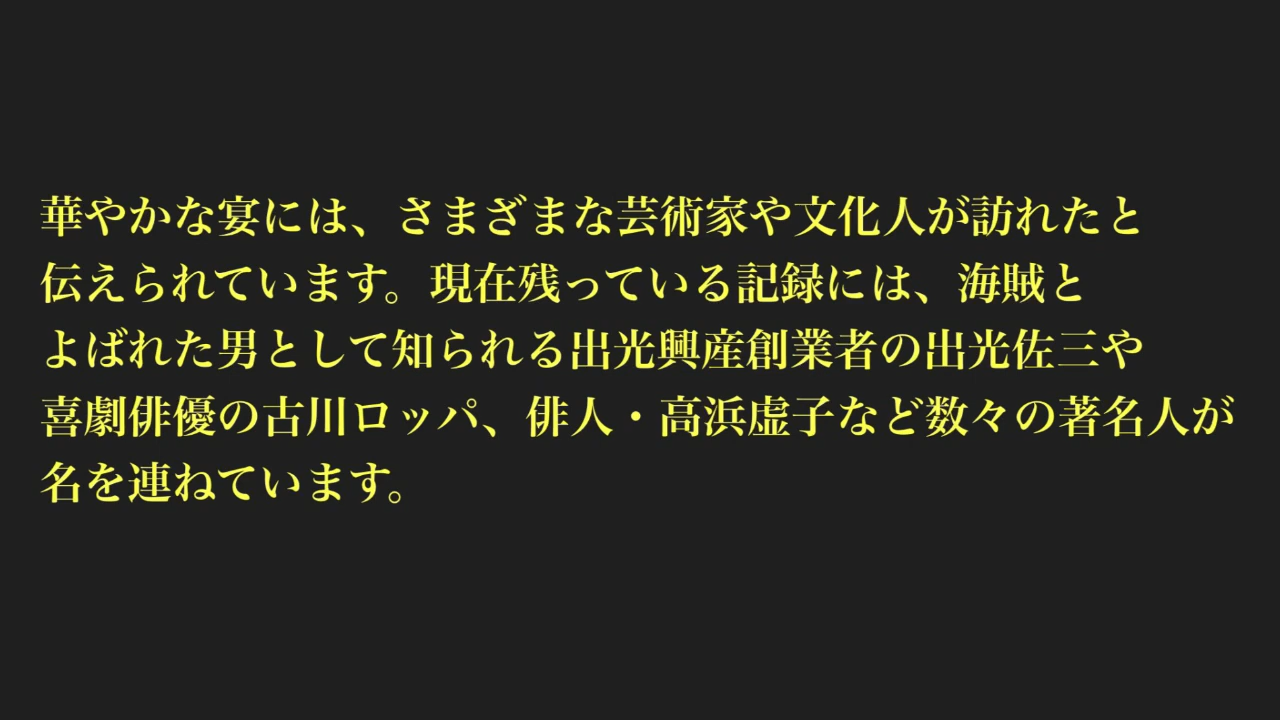 華やかな宴には、さまざまな芸術家や文化人が訪れたと
伝えられています。現在残っている記録には、海賊と
よばれた男として知られる出光興産創業者の出光佐三や
喜劇俳優の古川ロッパ、俳人・高浜虚子など数々の著名人が
名を連ねています。